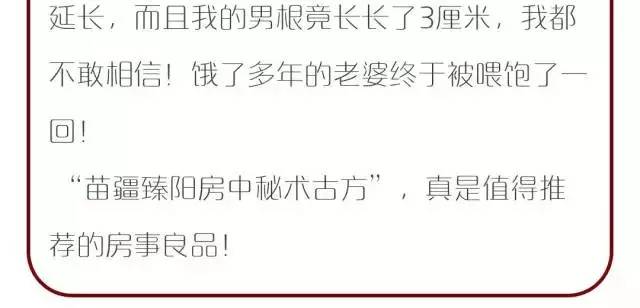 延长，而且我的男根竟长长了3厘米，我都
不敢相信！饿了多年的老婆终于被喂饱了一
回！
“苗疆臻阳房中秘术古方”，真是值得推
荐的房事良品！